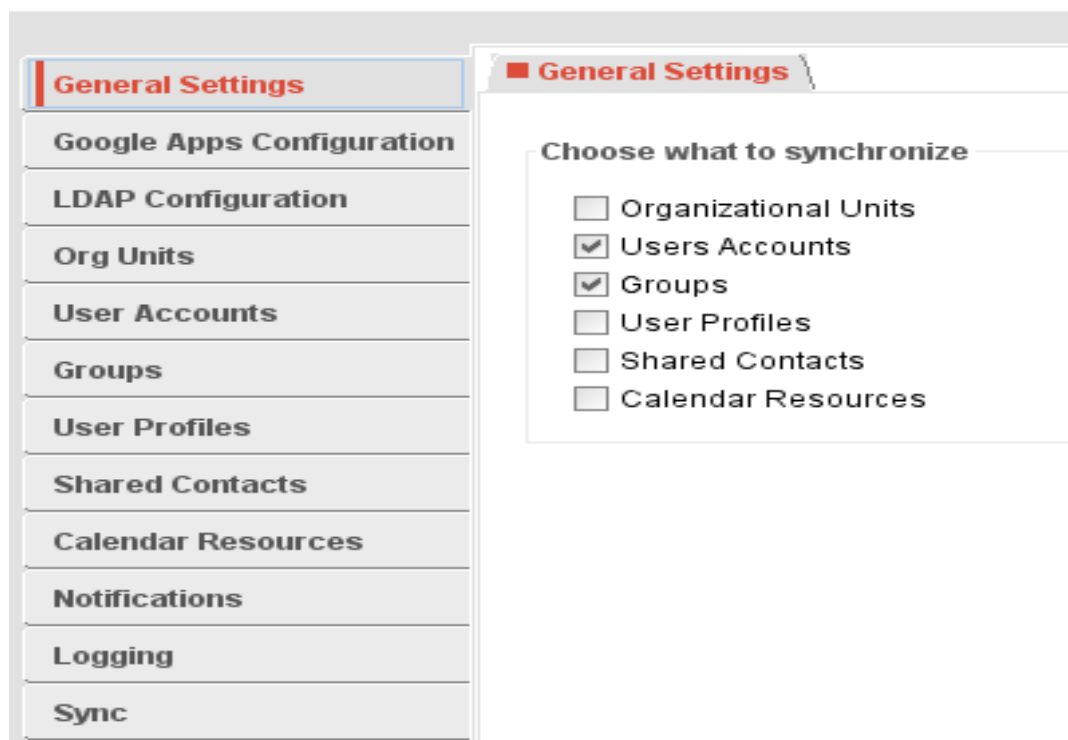 General Settings
Google Apps Configuration
LDAP Configuration
Org Units
User Accounts
Groups
User Profiles
Shared Contacts
Calendar Resources
Notifications
Logging
Sync
General Settings
Choose what to synchronize
Organizational Units
Users Accounts
Groups
User Profiles
Shared Contacts
Calendar Resources